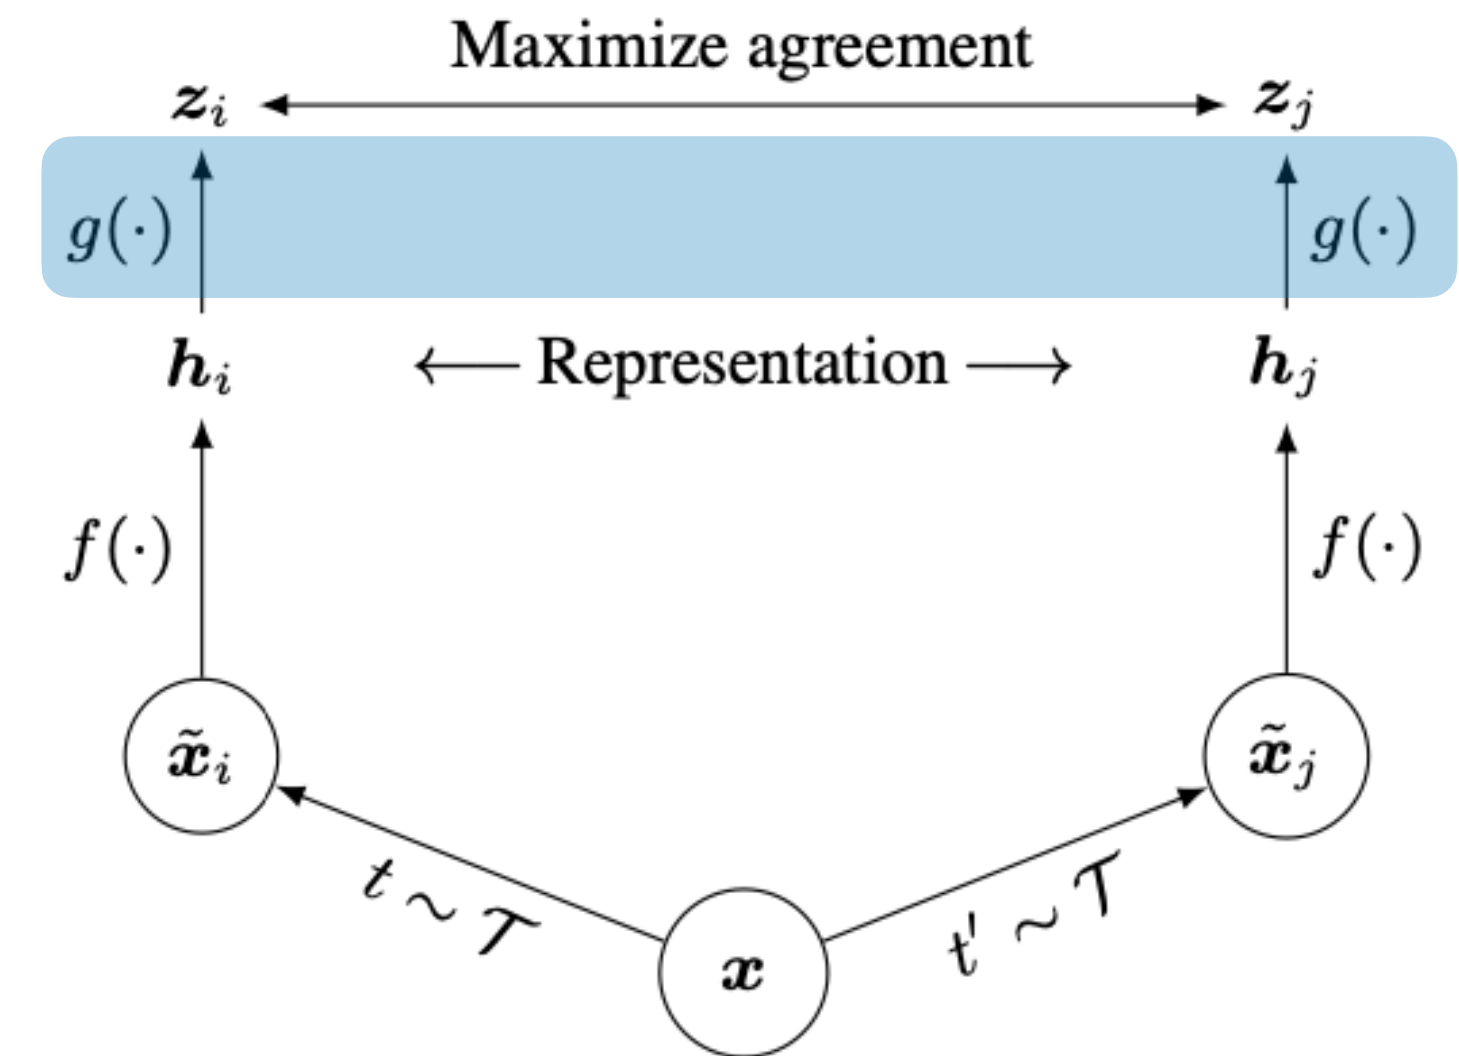 Maximize agreement
z_i z_j
g(·) g(·)
h_i ← Representation → h_j
f(·) f(·)
x̃_i x̃_j
t ~ 𝒯 t' ~ 𝒯
x